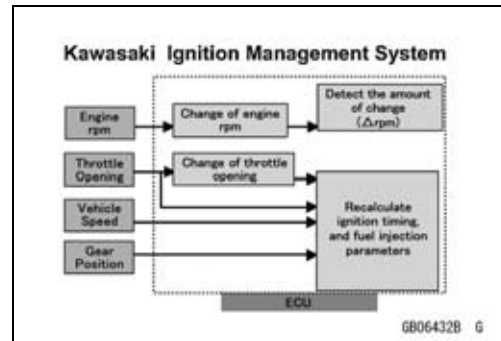 Kawasaki Ignition Management System
Engine
rpm
Change of engine
rpm
Detect the amount
of change
(△rpm)
Throttle
Opening
Change of throttle
opening
Vehicle
Speed
Gear
Position
Recalculate
ignition timing,
and fuel injection
parameters
ECU
GB06432B G